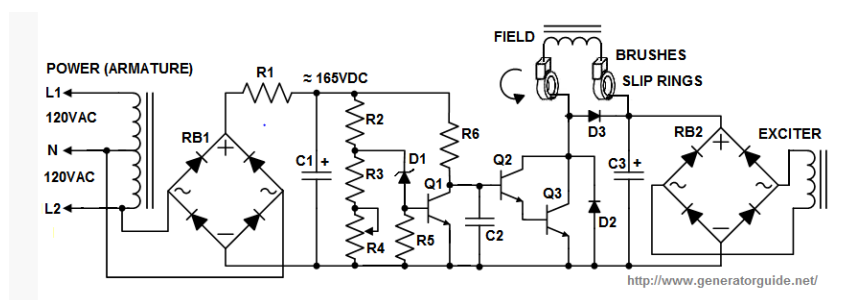 FIELD
BRUSHES
SLIP RINGS
POWER (ARMATURE)
L1
120VAC
N
120VAC
L2
RB1
+
~
~
−
R1
≈ 165VDC
C1 +
R2
R3
R4
D1
R5
Q1
R6
C2
Q2
Q3
D3
D2
C3 +
RB2
+
~
~
−
EXCITER
http://www.generatorguide.net/